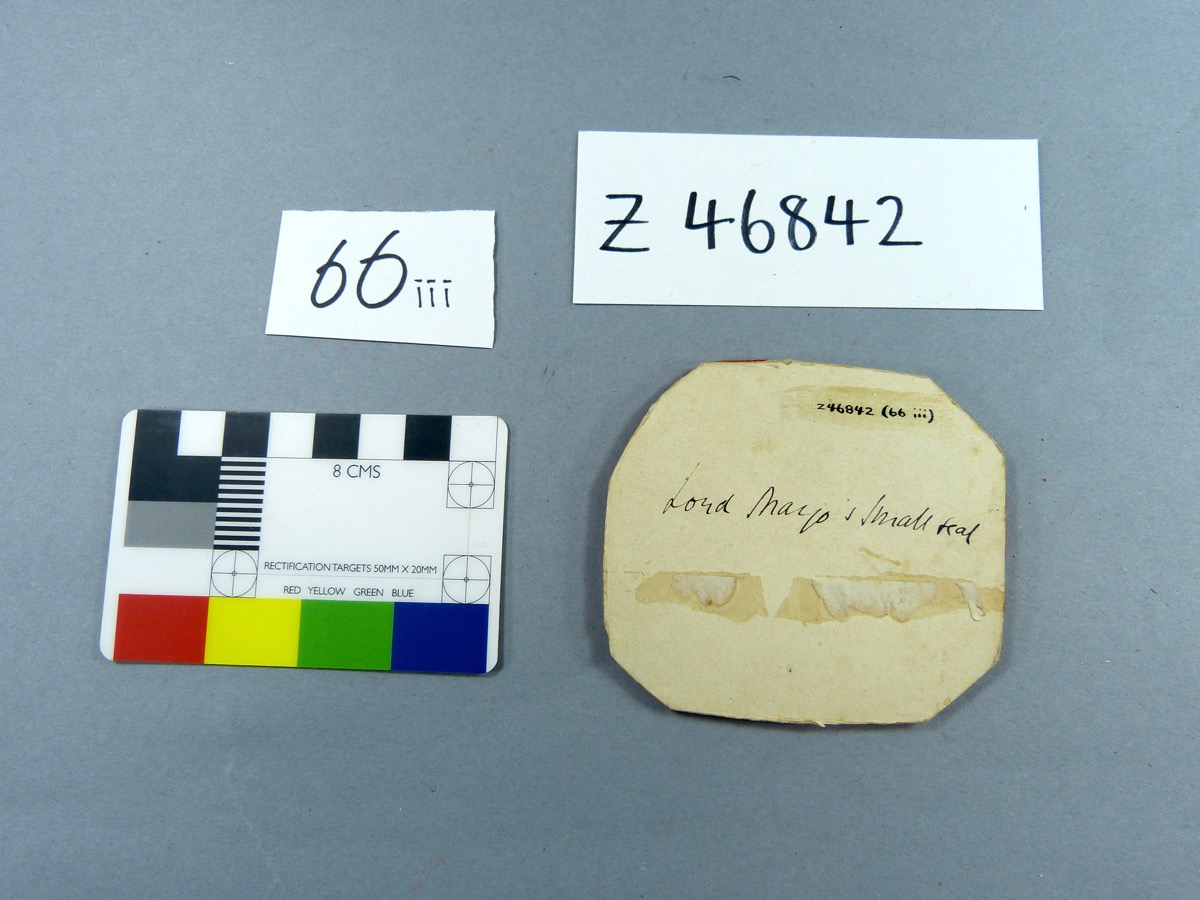 Z 46842
66 iii
8 CMS
RECTIFICATION TARGETS 50MM X 20MM
RED YELLOW GREEN BLUE
z46842 (66 iii)
Lord Mayo's small seal